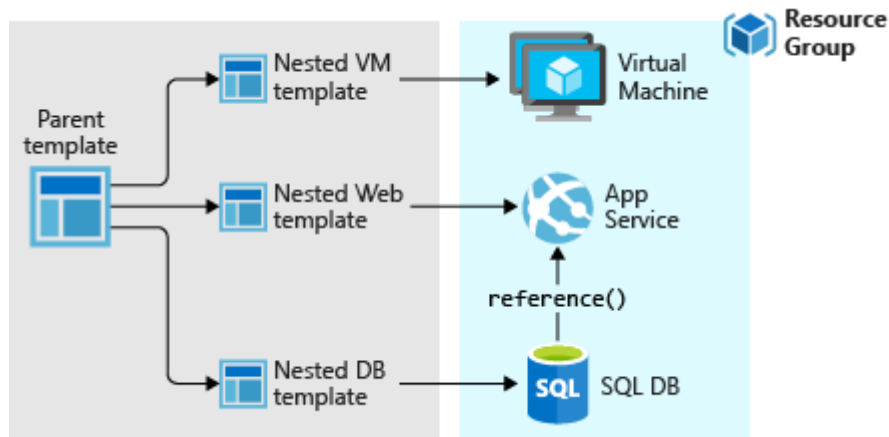 Resource
Group
Nested VM
template
Virtual
Machine
Parent
template
Nested Web
template
App
Service
reference()
Nested DB
template
SQL
SQL DB